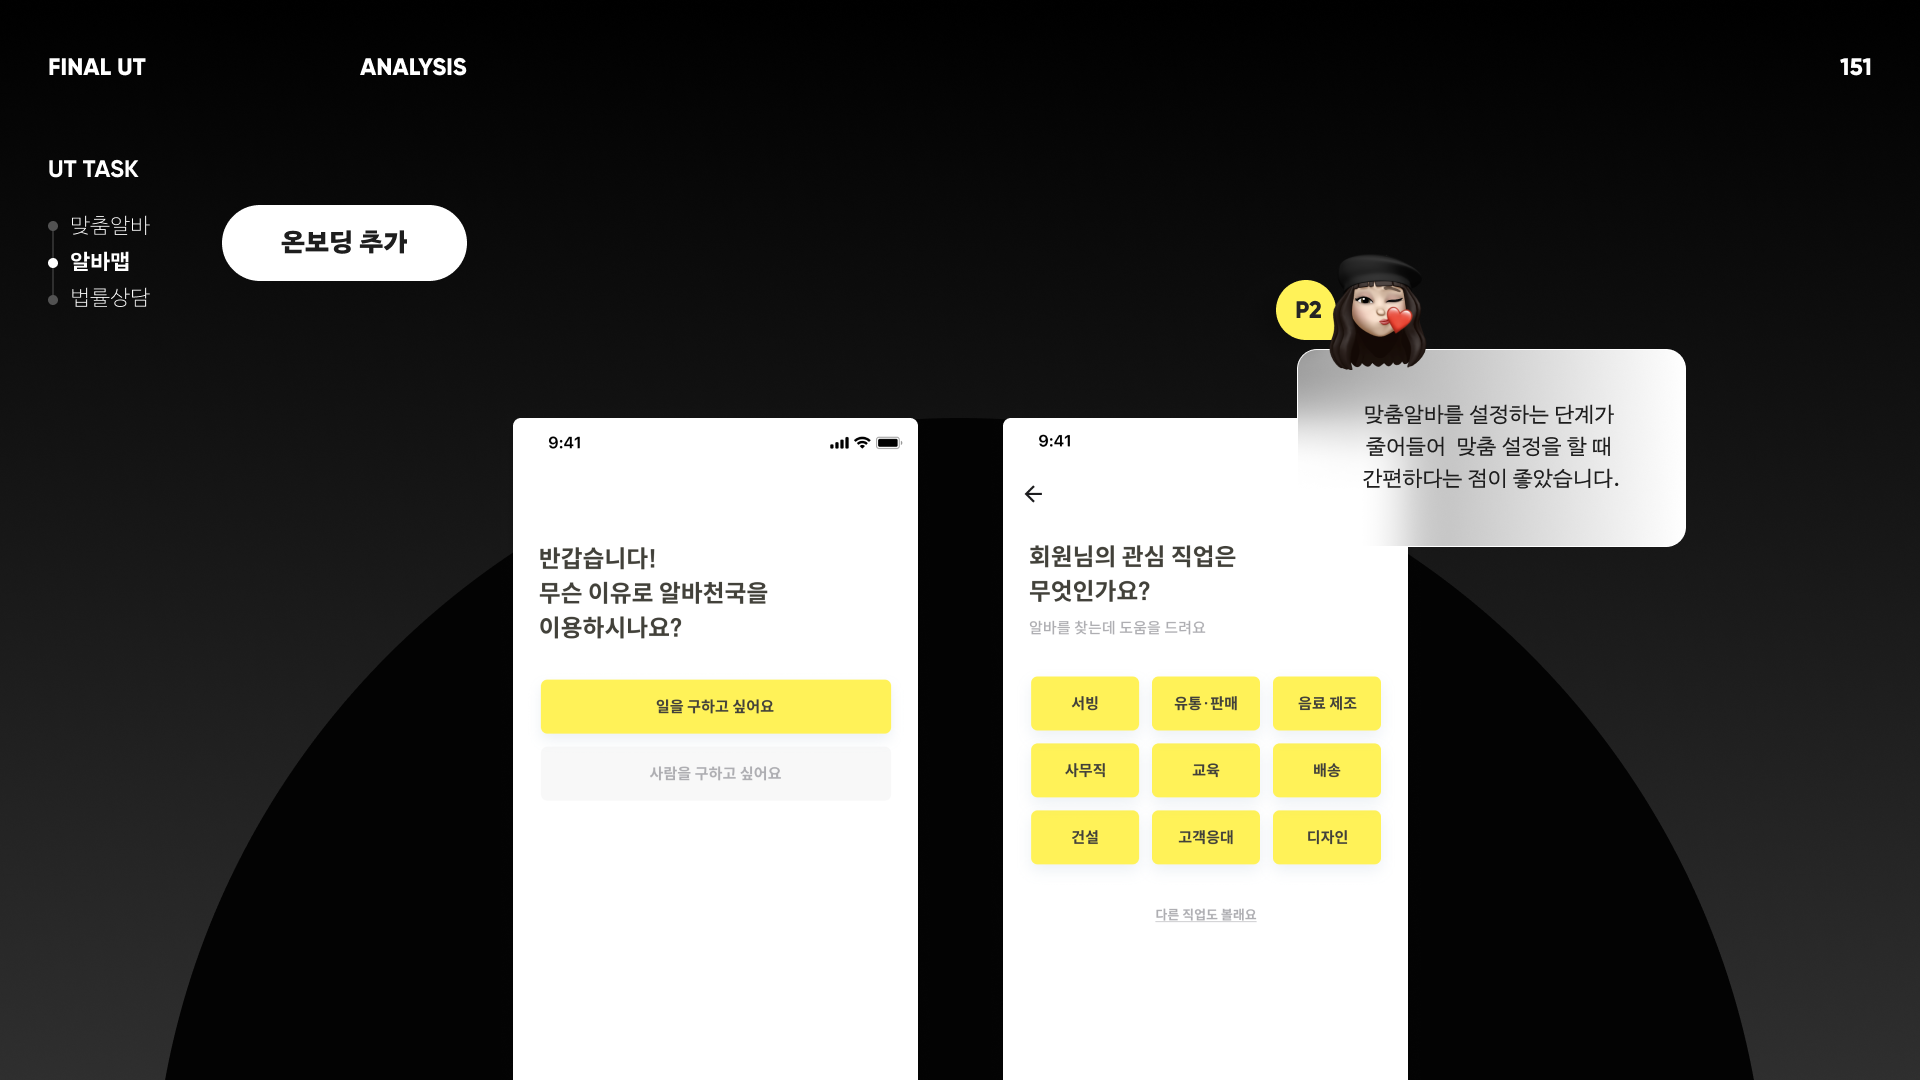 FINAL UT
ANALYSIS
151
UT TASK
맞춤알바
알바맵
법률상담
온보딩 추가
P2
맞춤알바를 설정하는 단계가
줄어들어 맞춤 설정을 할 때
간편하다는 점이 좋았습니다.
9:41
반갑습니다!
무슨 이유로 알바천국을
이용하시나요?
일을 구하고 싶어요
사람을 구하고 싶어요
9:41
회원님의 관심 직업은
무엇인가요?
알바를 찾는데 도움을 드려요
서빙
유통·판매
음료 제조
사무직
교육
배송
건설
고객응대
디자인
다른 직업도 볼래요